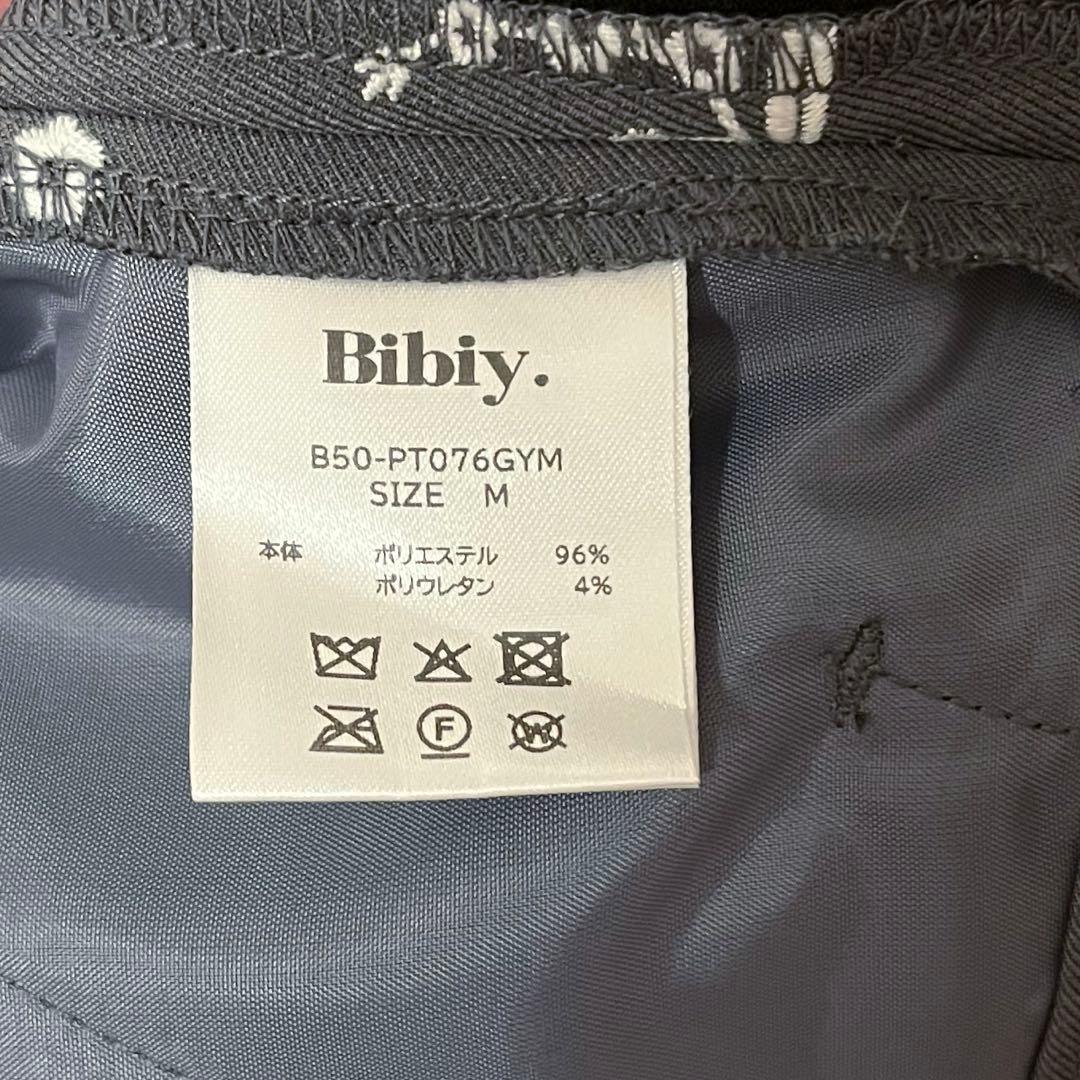 Bibiy.
B50-PT076GYM
SIZE M
本体 ポリエステル 96%
ポリウレタン 4%
F
W